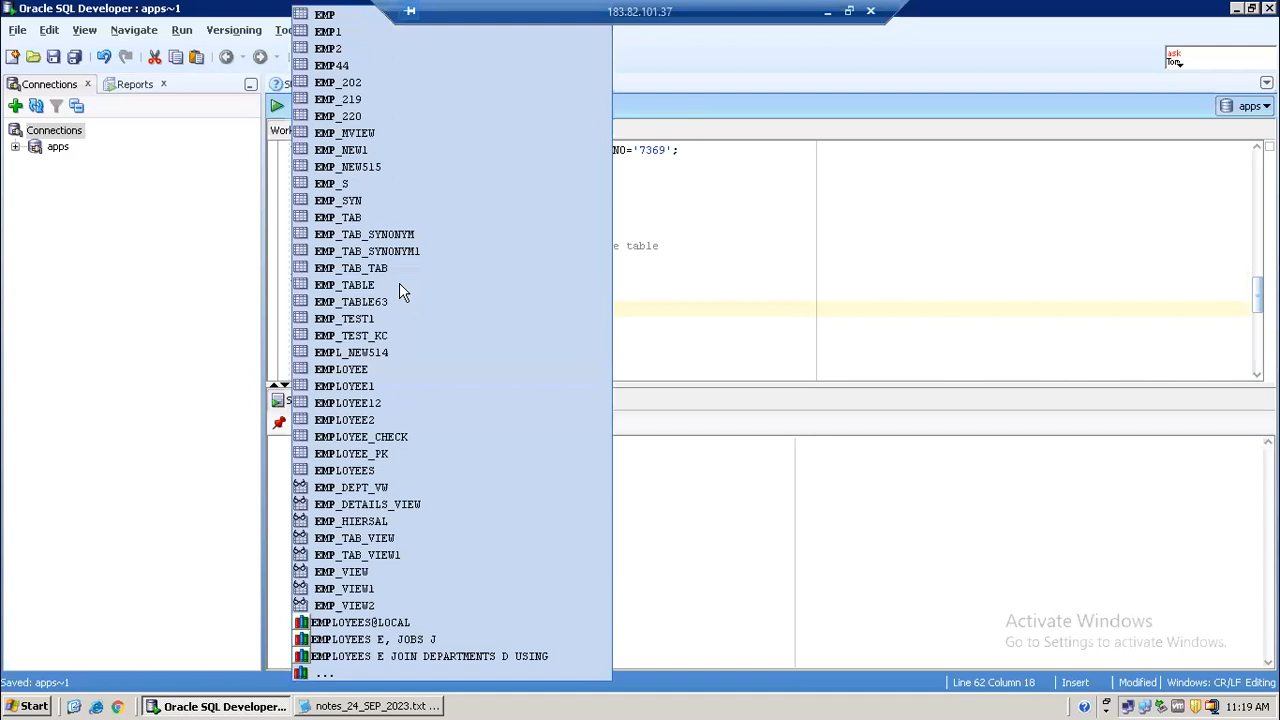 Oracle SQL Developer : apps~1
183.82.101.37
File Edit View Navigate Run Versioning
ask
Connections Reports
apps
Connections
apps
NO='7369';
e table
EMP
EMP1
EMP2
EMP44
EMP_202
EMP_219
EMP_220
EMP_MVIEW
EMP_NEW1
EMP_NEW515
EMP_S
EMP_SYN
EMP_TAB
EMP_TAB_SYNONYM
EMP_TAB_SYNONYM1
EMP_TAB_TAB
EMP_TABLE
EMP_TABLE63
EMP_TEST1
EMP_TEST_KC
EMPL_NEW514
EMPLOYEE
EMPLOYEE1
EMPLOYEE12
EMPLOYEE2
EMPLOYEE_CHECK
EMPLOYEE_PK
EMPLOYEES
EMP_DEPT_VW
EMP_DETAILS_VIEW
EMP_HIERSAL
EMP_TAB_VIEW
EMP_TAB_VIEW1
EMP_VIEW
EMP_VIEW1
EMP_VIEW2
EMPLOYEES@LOCAL
EMPLOYEES E, JOBS J
EMPLOYEES E JOIN DEPARTMENTS D USING
...
Activate Windows
Go to Settings to activate Windows.
Saved: apps~1
Line 62 Column 18 Insert Modified Windows: CR/LF Editing
Start Oracle SQL Developer... notes_24_SEP_2023.txt ... 11:19 AM